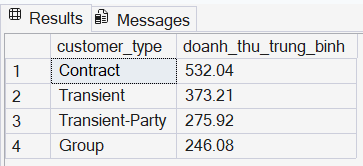 Results Messages
customer_type doanh_thu_trung_binh
1 Contract 532.04
2 Transient 373.21
3 Transient-Party 275.92
4 Group 246.08